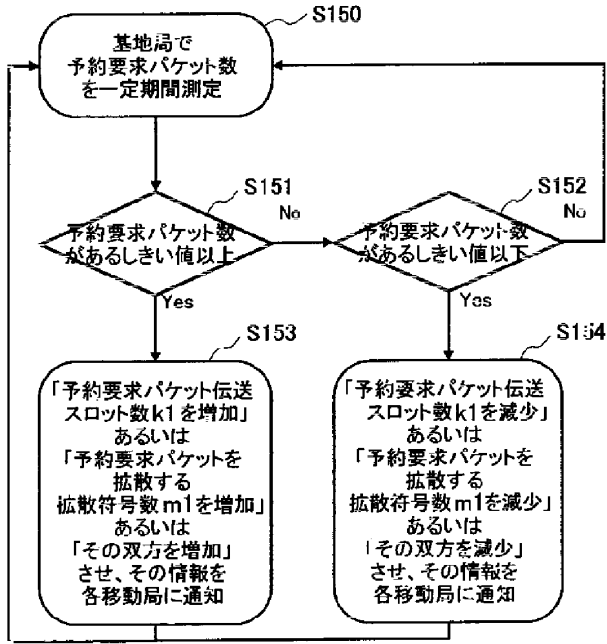 S150
基地局で
予約要求パケット数
を一定期間測定
S151
予約要求パケット数
があるしきい値以上
No
Yes
S152
予約要求パケット数
があるしきい値以下
No
Yes
S153
「予約要求パケット伝送
スロット数k1を増加」
あるいは
「予約要求パケットを
拡散する
拡散符号数m1を増加」
あるいは
「その双方を増加」
させ、その情報を
各移動局に通知
S154
「予約要求パケット伝送
スロット数k1を減少」
あるいは
「予約要求パケットを
拡散する
拡散符号数m1を減少」
あるいは
「その双方を減少」
させ、その情報を
各移動局に通知